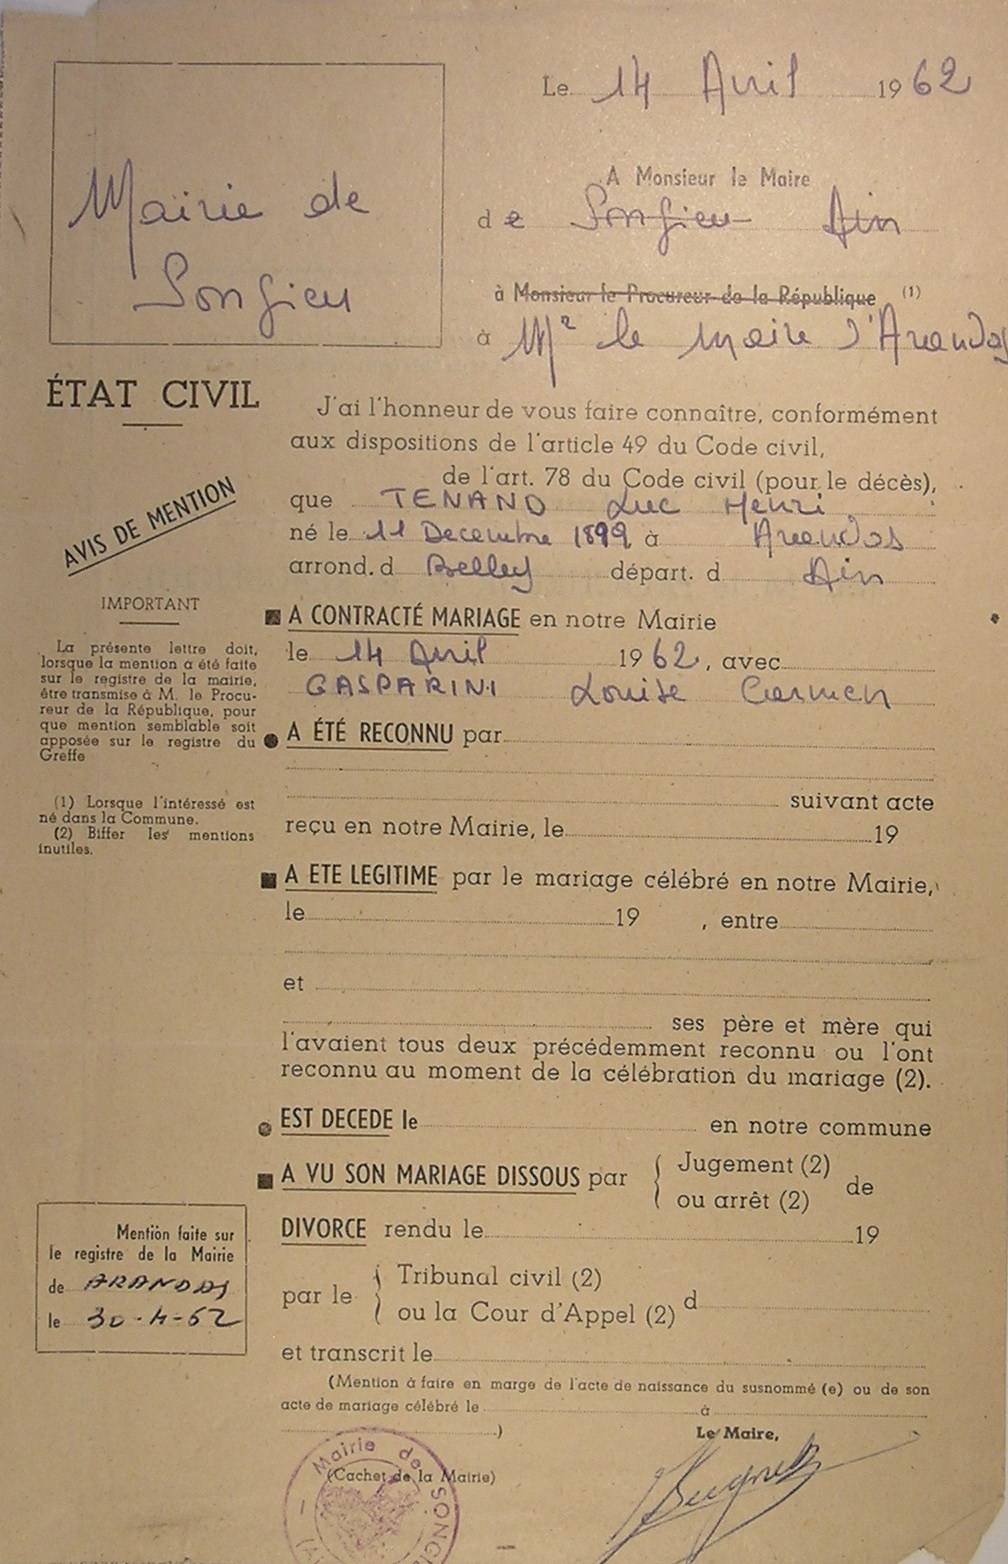 Le 14 Avril 1962
Mairie de
Songieu
A Monsieur le Maire
de Songieu Ain
à Monsieur le Procureur de la République (1)
à Mr le maire d'Arandas
ÉTAT CIVIL
AVIS DE MENTION
IMPORTANT
La présente lettre doit,
lorsque la mention a été faite
sur le registre de la mairie,
être transmise à M. le Procu-
reur de la République, pour
que mention semblable soit
apposée sur le registre du
Greffe
(1) Lorsque l'intéressé est
né dans la Commune.
(2) Biffer les mentions
inutiles.
J'ai l'honneur de vous faire connaître, conformément
aux dispositions de l'article 49 du Code civil,
de l'art. 78 du Code civil (pour le décès),
que TENAND Luc Henri
né le 11 Decembre 1899 à Arandas
arrond. d Belley départ. d Ain
A CONTRACTÉ MARIAGE en notre Mairie
le 14 Avril 1962, avec
GASPARINI Louise Carmen
A ÉTÉ RECONNU par
suivant acte
reçu en notre Mairie, le 19
A ETE LEGITIME par le mariage célébré en notre Mairie,
le 19 , entre
et
ses père et mère qui
l'avaient tous deux précédemment reconnu ou l'ont
reconnu au moment de la célébration du mariage (2).
EST DECEDE le en notre commune
A VU SON MARIAGE DISSOUS par { Jugement (2)
ou arrêt (2) de
DIVORCE rendu le 19
par le { Tribunal civil (2)
ou la Cour d'Appel (2) d
et transcrit le
(Mention à faire en marge de l'acte de naissance du susnommé (e) ou de son
acte de mariage célébré le à
)
Mention faite sur
le registre de la Mairie
de ARANDAS
le 30-4-62
Le Maire,
(Cachet de la Mairie)
Mairie de SONGIE